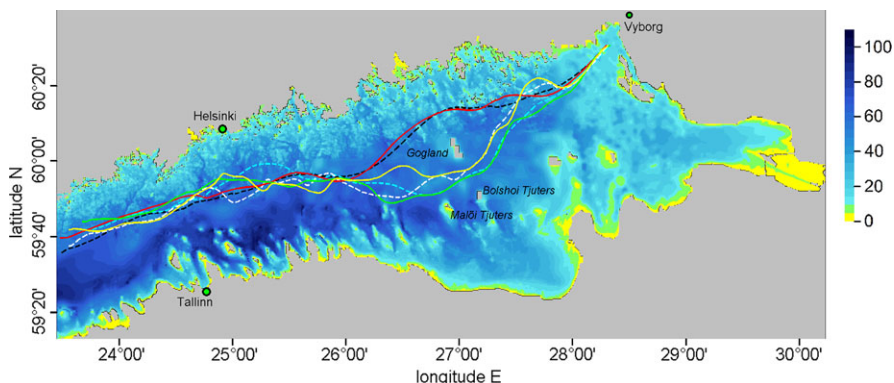 Vyborg
100
80
60
40
20
0
60°20'
60°00'
59°40'
59°20'
latitude N
Helsinki
Gogland
Bolshoi Tjuters
Malõi Tjuters
Tallinn
24°00' 25°00' 26°00' 27°00' 28°00' 29°00' 30°00'
longitude E